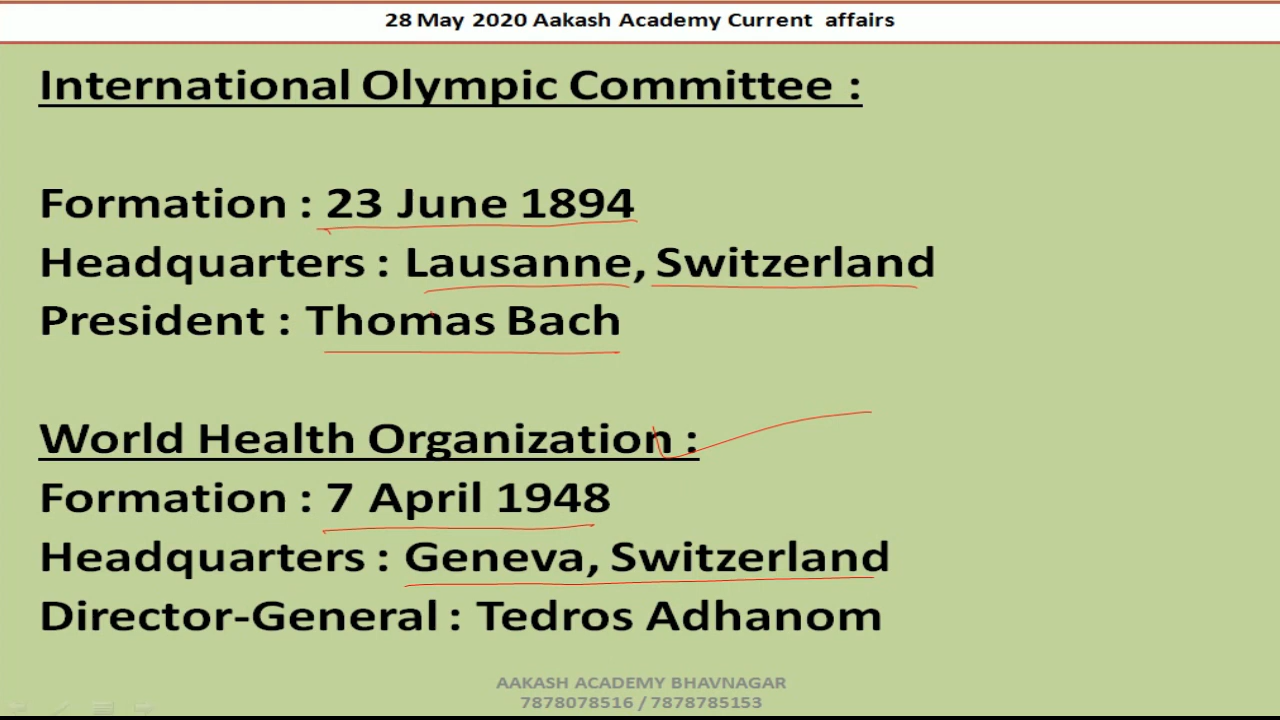 28 May 2020 Aakash Academy Current affairs
International Olympic Committee :
Formation : 23 June 1894
Headquarters : Lausanne, Switzerland
President : Thomas Bach
World Health Organization :
Formation : 7 April 1948
Headquarters : Geneva, Switzerland
Director-General : Tedros Adhanom
AAKASH ACADEMY BHAVNAGAR
7878078516 / 7878785153